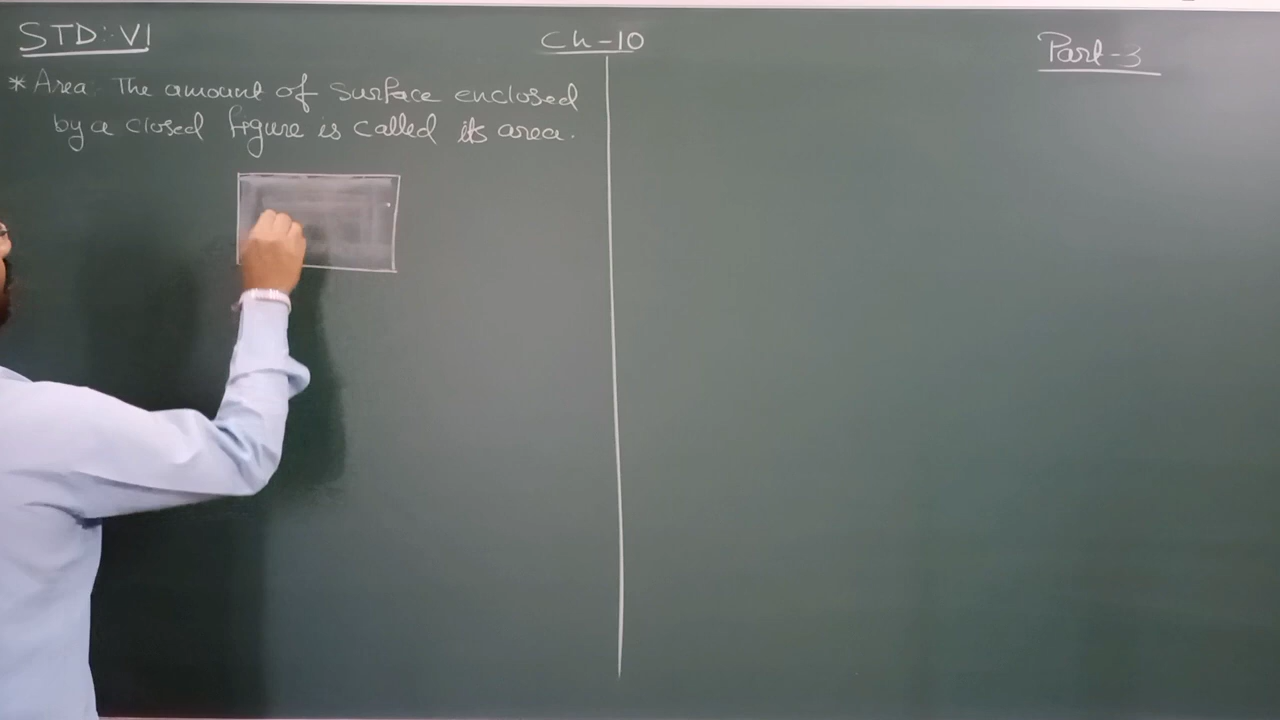 STD:VI
Ch-10
Part-3
* Area: The amount of surface enclosed
by a closed figure is called its area.